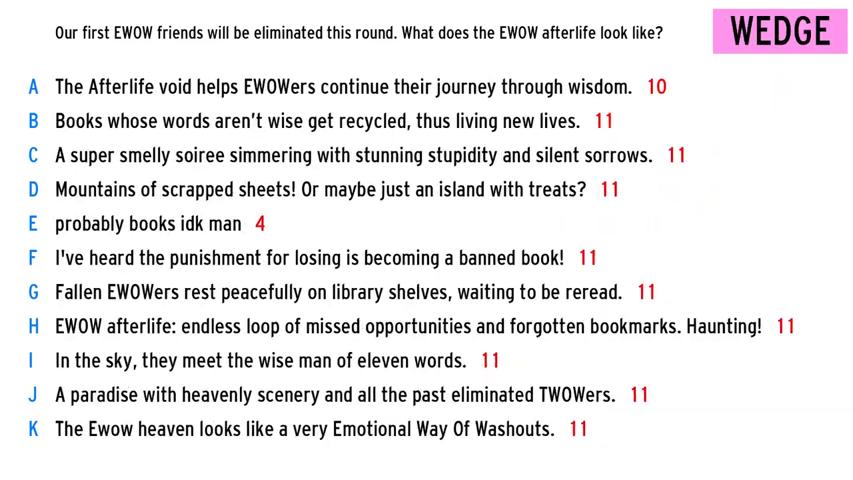 Our first EWOW friends will be eliminated this round. What does the EWOW afterlife look like?
WEDGE
A The Afterlife void helps EWOWers continue their journey through wisdom. 10
B Books whose words aren't wise get recycled, thus living new lives. 11
C A super smelly soiree simmering with stunning stupidity and silent sorrows. 11
D Mountains of scrapped sheets! Or maybe just an island with treats? 11
E probably books idk man 4
F I've heard the punishment for losing is becoming a banned book! 11
G Fallen EWOWers rest peacefully on library shelves, waiting to be reread. 11
H EWOW afterlife: endless loop of missed opportunities and forgotten bookmarks. Haunting! 11
I In the sky, they meet the wise man of eleven words. 11
J A paradise with heavenly scenery and all the past eliminated TWOWers. 11
K The Ewow heaven looks like a very Emotional Way Of Washouts. 11